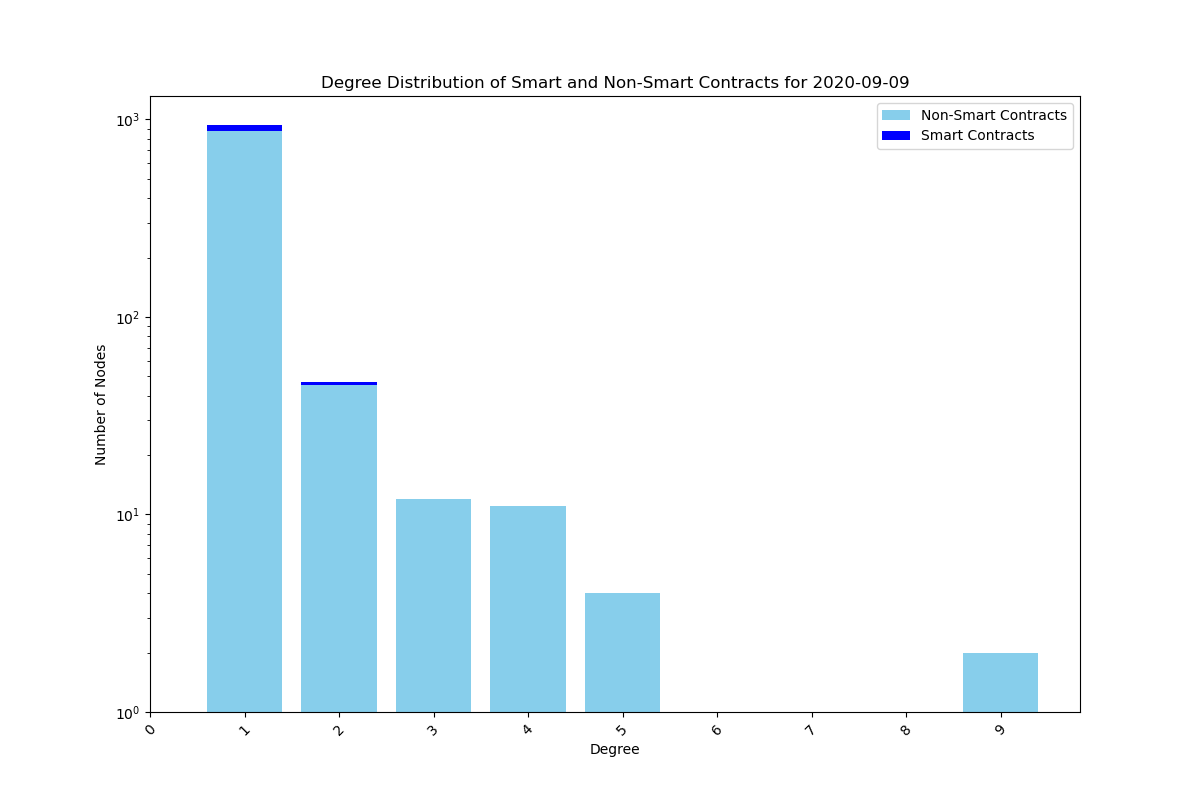 Degree Distribution of Smart and Non-Smart Contracts for 2020-09-09
Non-Smart Contracts
Smart Contracts
Number of Nodes
10³
10²
10¹
10⁰
0 1 2 3 4 5 6 7 8 9
Degree